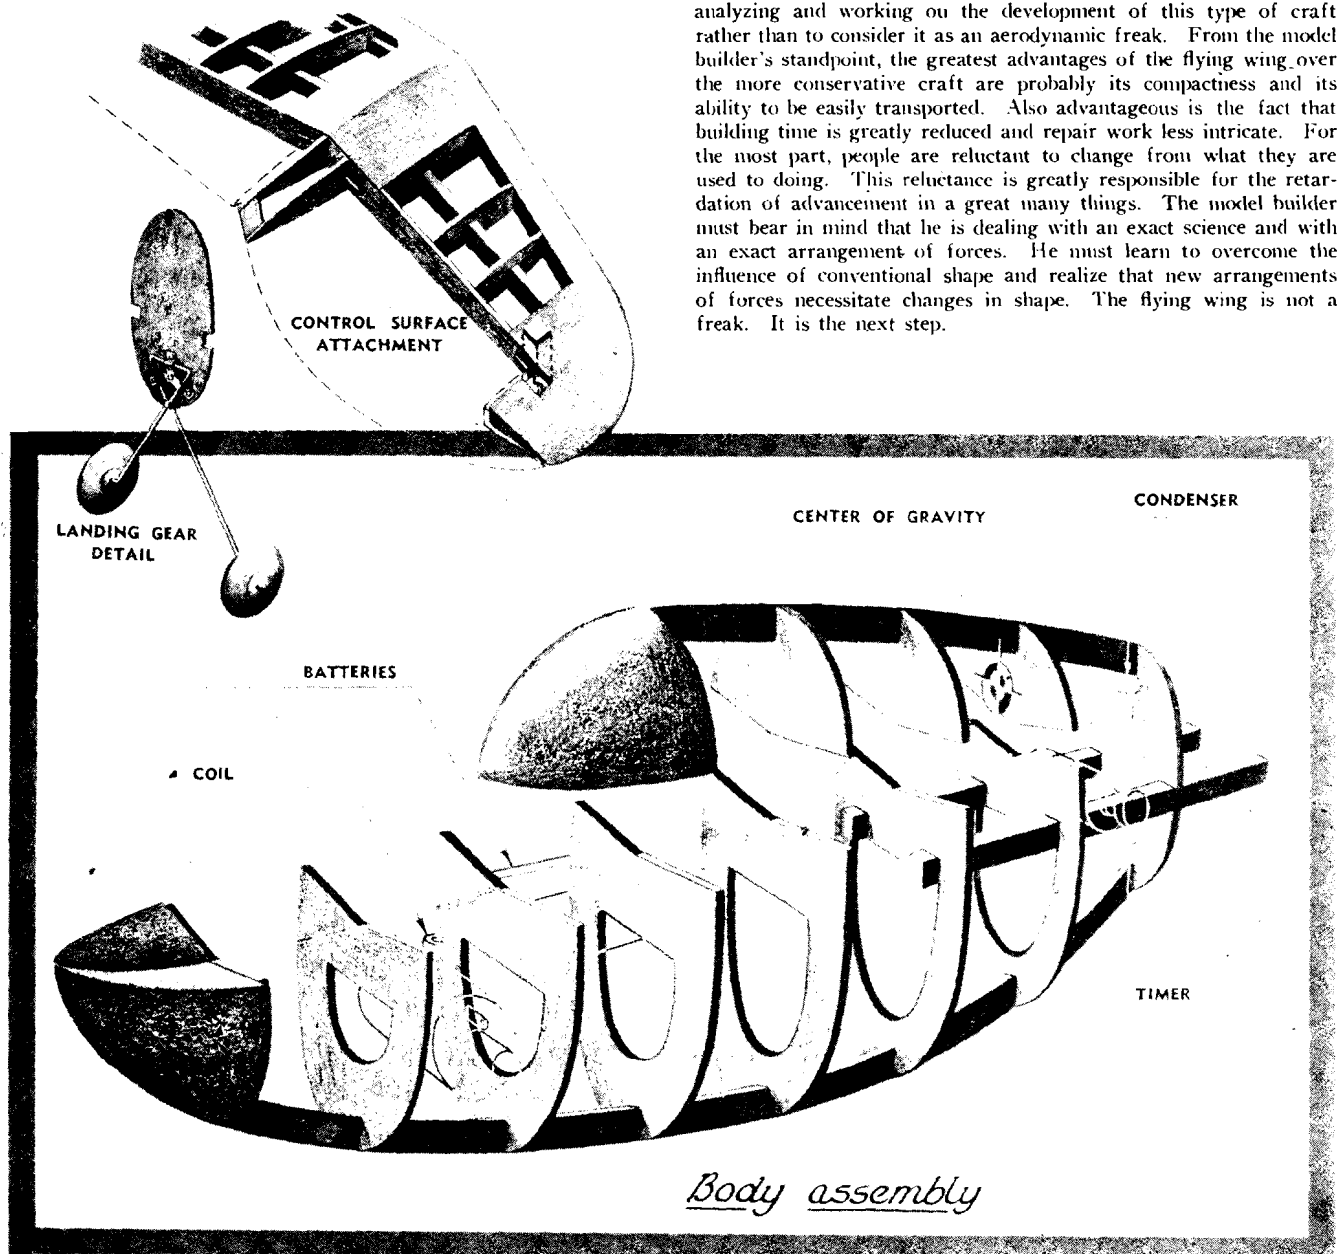 analyzing and working on the development of this type of craft
rather than to consider it as an aerodynamic freak. From the model
builder's standpoint, the greatest advantages of the flying wing over
the more conservative craft are probably its compactness and its
ability to be easily transported. Also advantageous is the fact that
building time is greatly reduced and repair work less intricate. For
the most part, people are reluctant to change from what they are
used to doing. This reluctance is greatly responsible for the retar-
dation of advancement in a great many things. The model builder
must bear in mind that he is dealing with an exact science and with
an exact arrangement of forces. He must learn to overcome the
influence of conventional shape and realize that new arrangements
of forces necessitate changes in shape. The flying wing is not a
freak. It is the next step.
CONTROL SURFACE
ATTACHMENT
LANDING GEAR
DETAIL
CENTER OF GRAVITY
CONDENSER
BATTERIES
COIL
TIMER
Body assembly